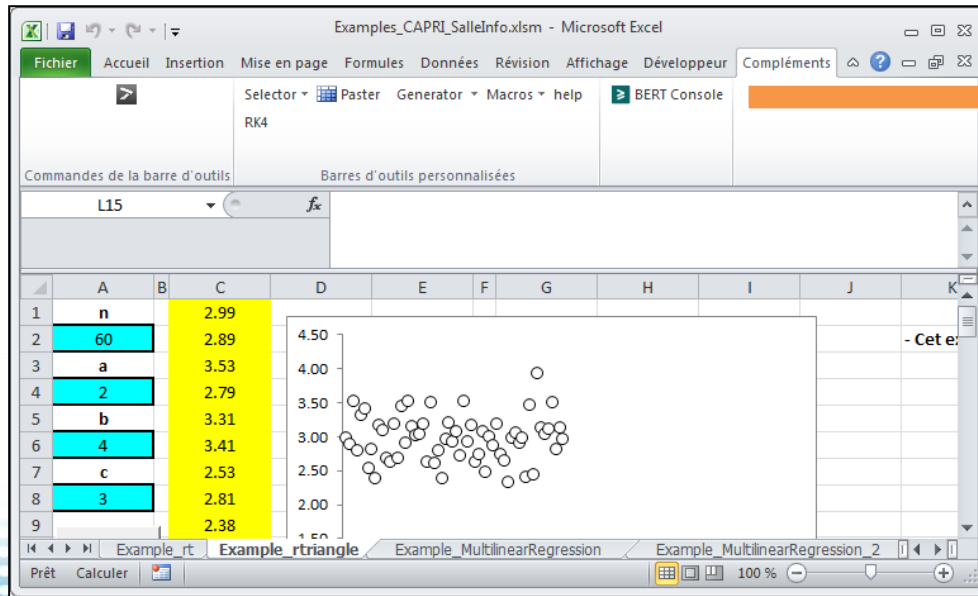 Examples_CAPRI_SalleInfo.xlsm - Microsoft Excel
Fichier Accueil Insertion Mise en page Formules Données Révision Affichage Développeur Compléments
Selector Paster Generator Macros help BERT Console
RK4
Commandes de la barre d'outils Barres d'outils personnalisées
L15 fx
A B C D E F G H I J K
1 n 2.99
2 60 2.89 4.50 - Cet
3 a 3.53 4.00
4 2 2.79 3.50
5 b 3.31
6 4 3.41 3.00
7 c 2.53 2.50
8 3 2.81 2.00
9 2.38 1.50
Example_rt Example_rtriangle Example_MultilinearRegression Example_MultilinearRegression_2
Prêt Calculer 100 %